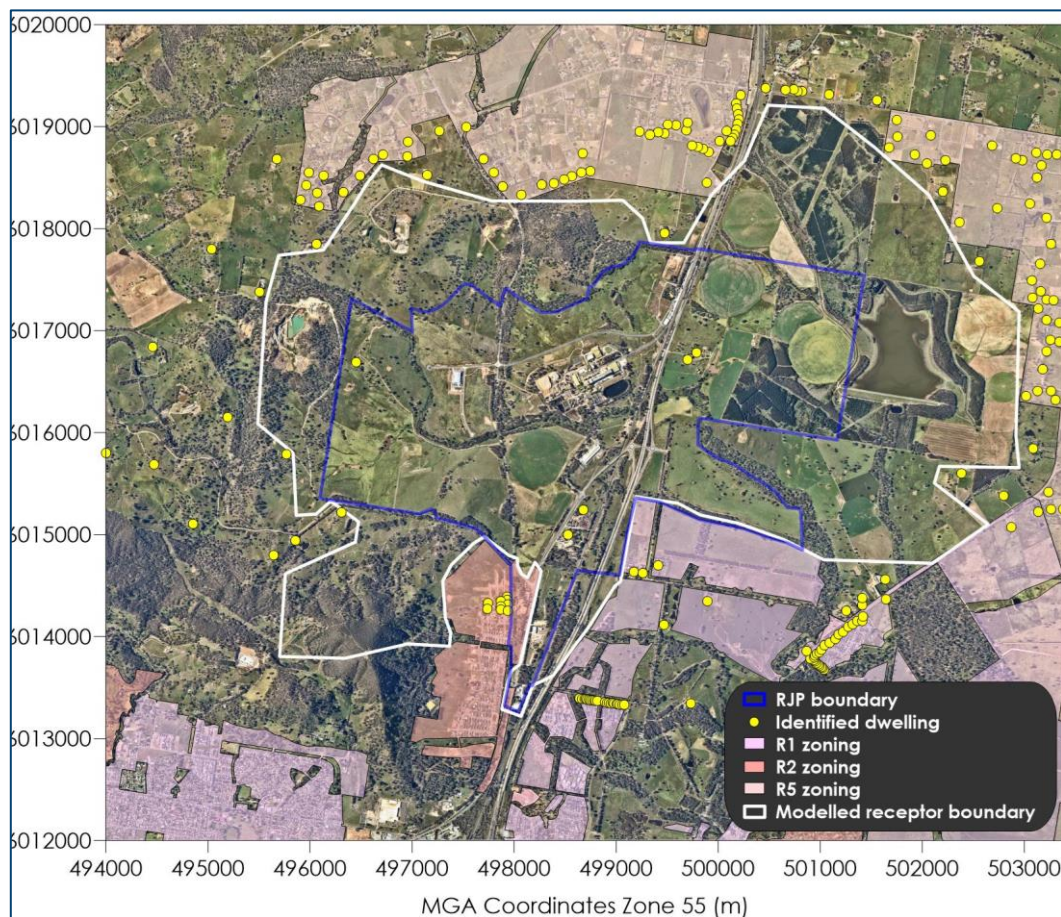 6020000
6019000
6018000
6017000
6016000
6015000
6014000
6013000
6012000
RJP boundary
Identified dwelling
R1 zoning
R2 zoning
R5 zoning
Modelled receptor boundary
494000 495000 496000 497000 498000 499000 500000 501000 502000 503000
MGA Coordinates Zone 55 (m)